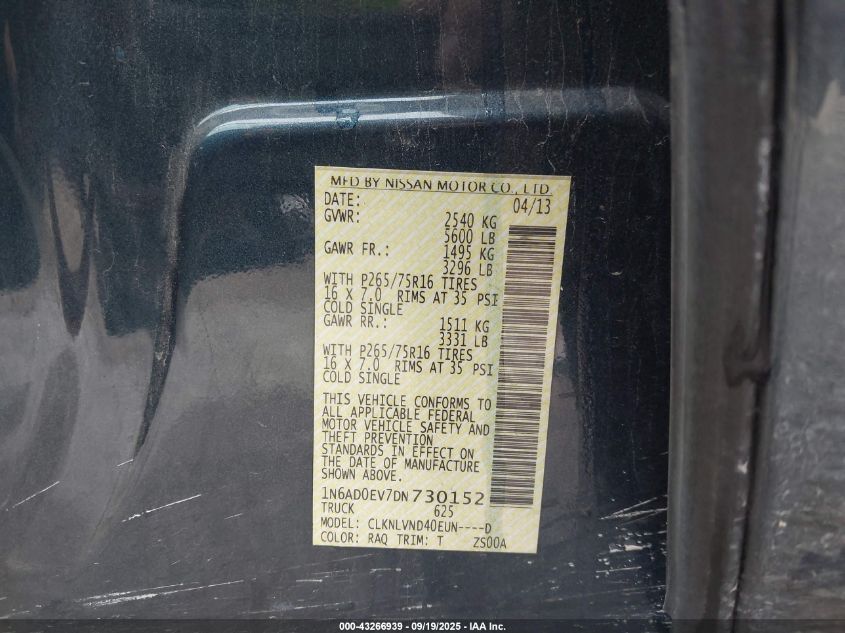 MFD BY NISSAN MOTOR CO., LTD.
DATE: 04/13
GVWR: 2540 KG
5600 LB
GAWR FR.: 1495 KG
3296 LB
WITH P265/75R16 TIRES
16 X 7.0 RIMS AT 35 PSI
COLD SINGLE
GAWR RR.: 1511 KG
3331 LB
WITH P265/75R16 TIRES
16 X 7.0 RIMS AT 35 PSI
COLD SINGLE
THIS VEHICLE CONFORMS TO
ALL APPLICABLE FEDERAL
MOTOR VEHICLE SAFETY AND
THEFT PREVENTION
STANDARDS IN EFFECT ON
THE DATE OF MANUFACTURE
SHOWN ABOVE.
1N6AD0EV7DN730152
TRUCK 625
MODEL: CLKNLVND40EUN----D
COLOR: RAQ TRIM: T ZS00A
000-43266939 - 09/19/2025 - IAA Inc.